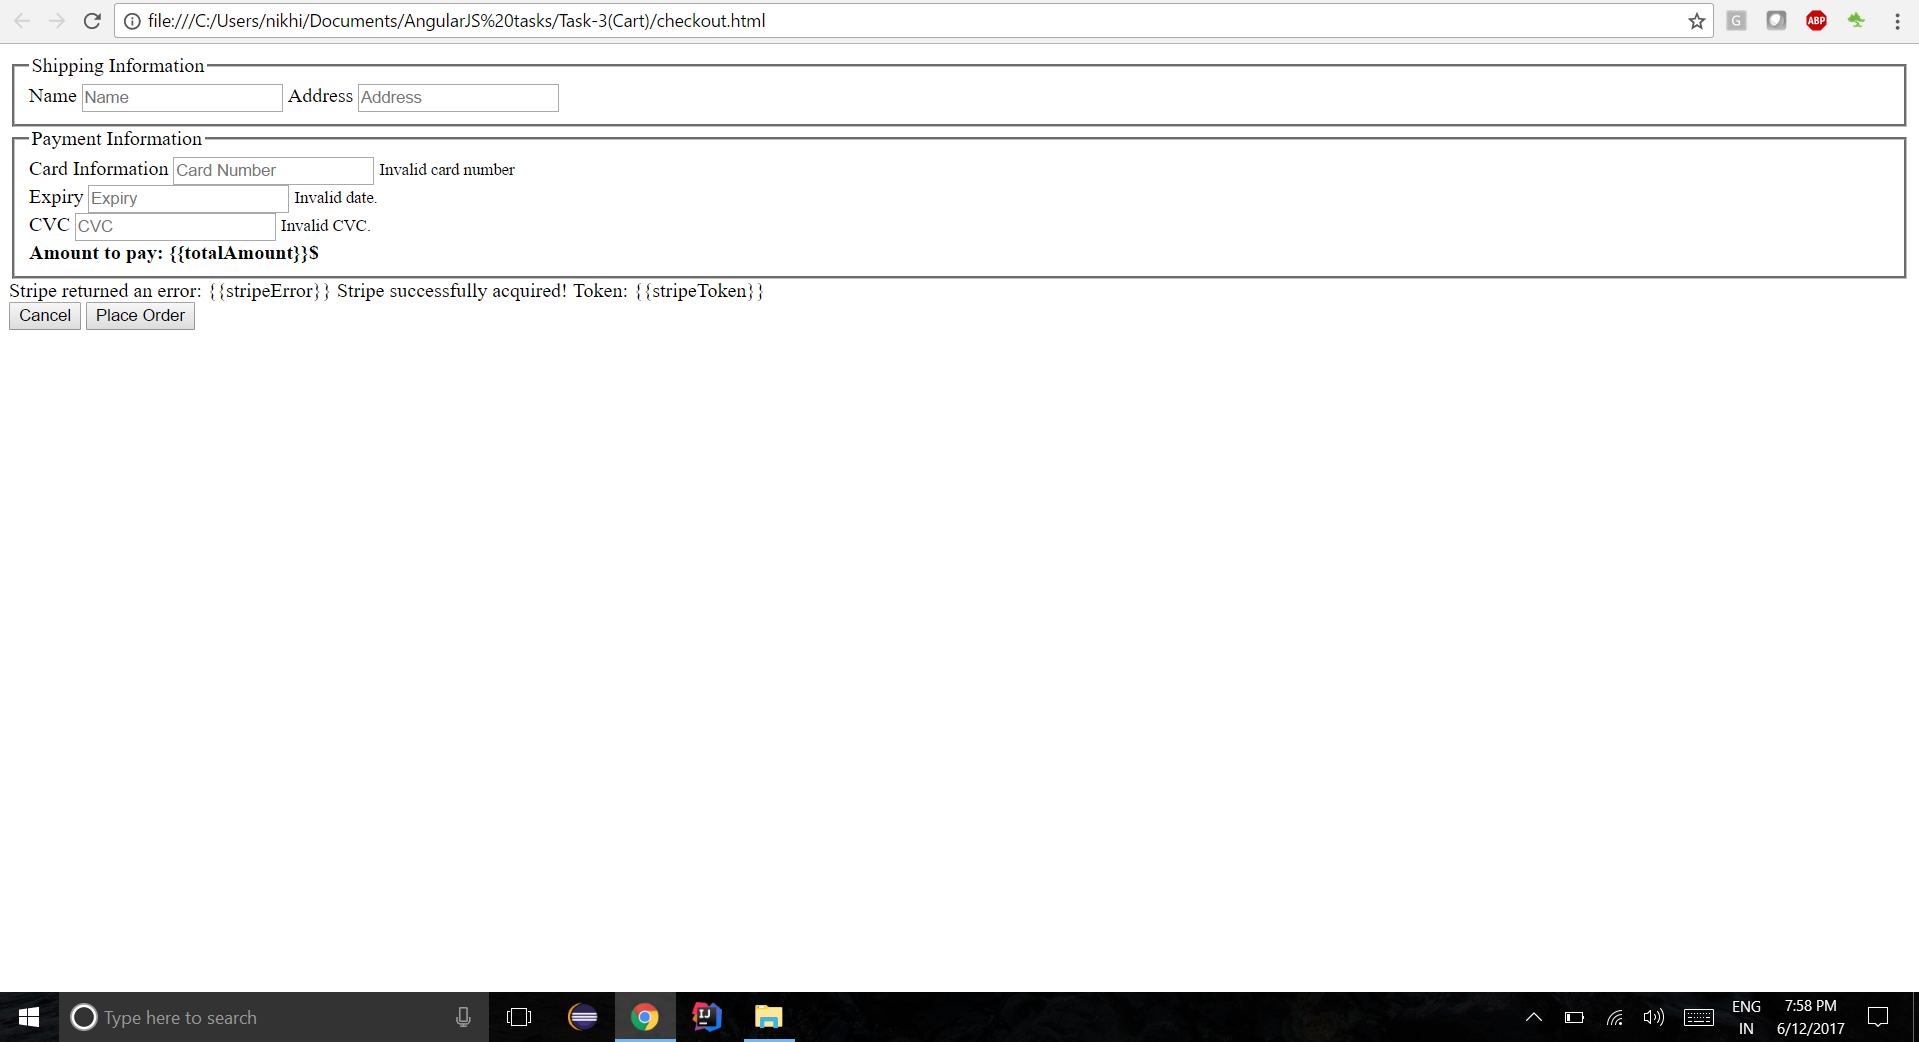 file:///C:/Users/nikhi/Documents/AngularJS%20tasks/Task-3(Cart)/checkout.html
G
ABP
Shipping Information
Name Name Address Address
Payment Information
Card Information Card Number Invalid card number
Expiry Expiry Invalid date.
CVC CVC Invalid CVC.
Amount to pay: {{totalAmount}}$
Stripe returned an error: {{stripeError}} Stripe successfully acquired! Token: {{stripeToken}}
Cancel Place Order
Type here to search
IJ
ENG
IN
7:58 PM
6/12/2017